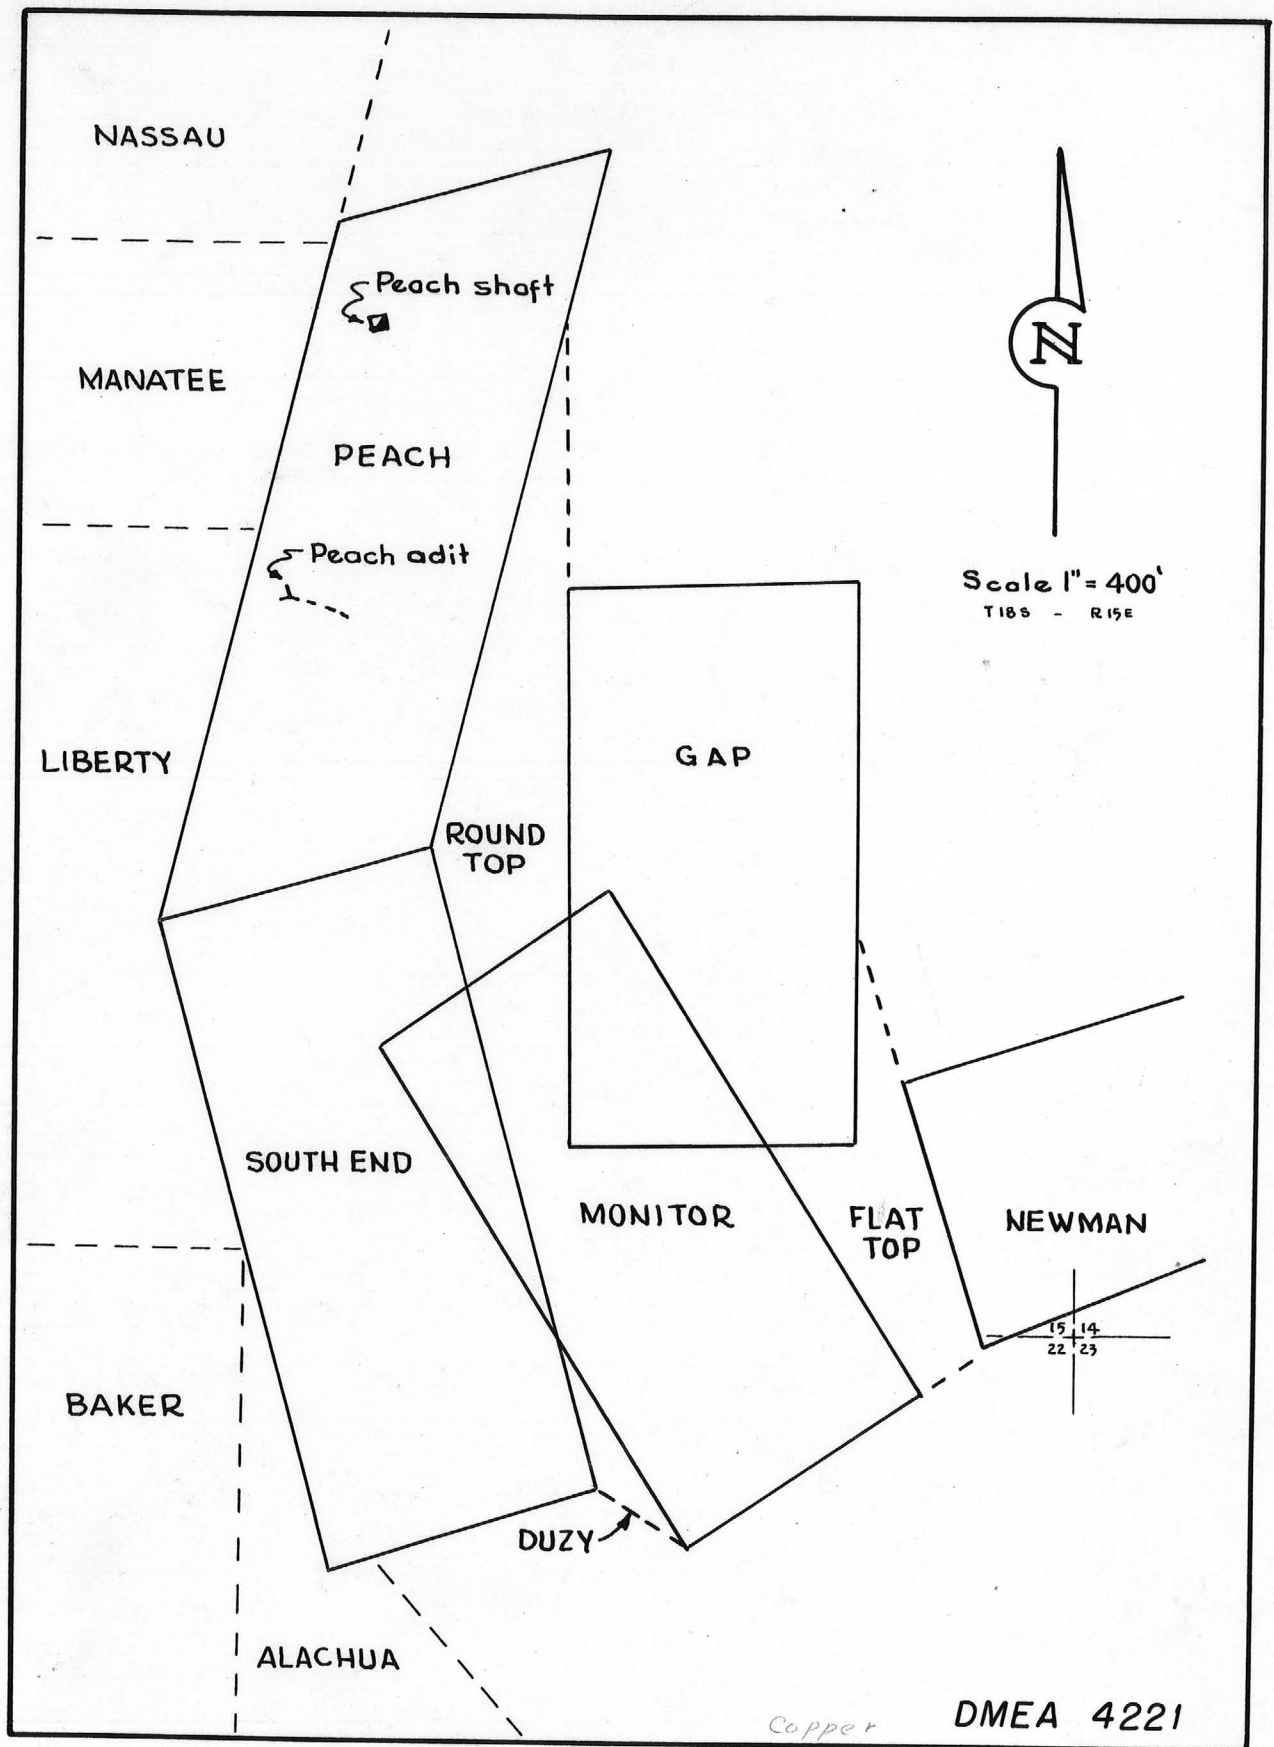 NASSAU
Peach shaft
MANATEE
PEACH
N
Peach adit
Scale 1" = 400'
T18S - R15E
GAP
LIBERTY
ROUND
TOP
SOUTH END
MONITOR
FLAT
TOP
NEWMAN
15 14
22 23
BAKER
DUZY
ALACHUA
Copper
DMEA 4221